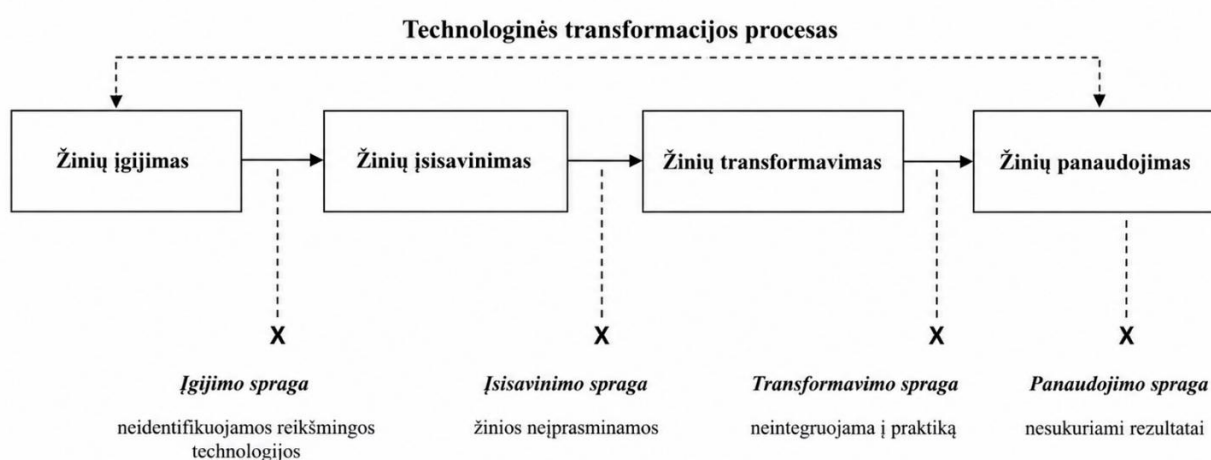 Technologinės transformacijos procesas
Žinių įgijimas
Žinių įsisavinimas
Žinių transformavimas
Žinių panaudojimas
X
X
X
X
Įgijimo spraga
Įsisavinimo spraga
Transformavimo spraga
Panaudojimo spraga
neidentifikuojamos reikšmingos
technologijos
žinios neįprasminamos
neintegruojama į praktiką
nesukuriami rezultatai